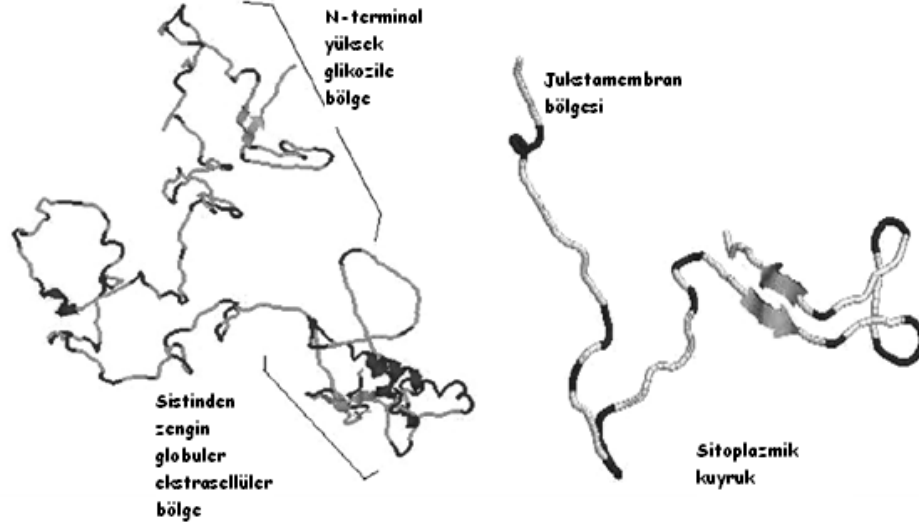 N-terminal
yüksek
glikozile
bölge
Jukstamembran
bölgesi
Sistinden
zengin
globuler
ekstrasellüler
bölge
Sitoplazmik
kuyruk